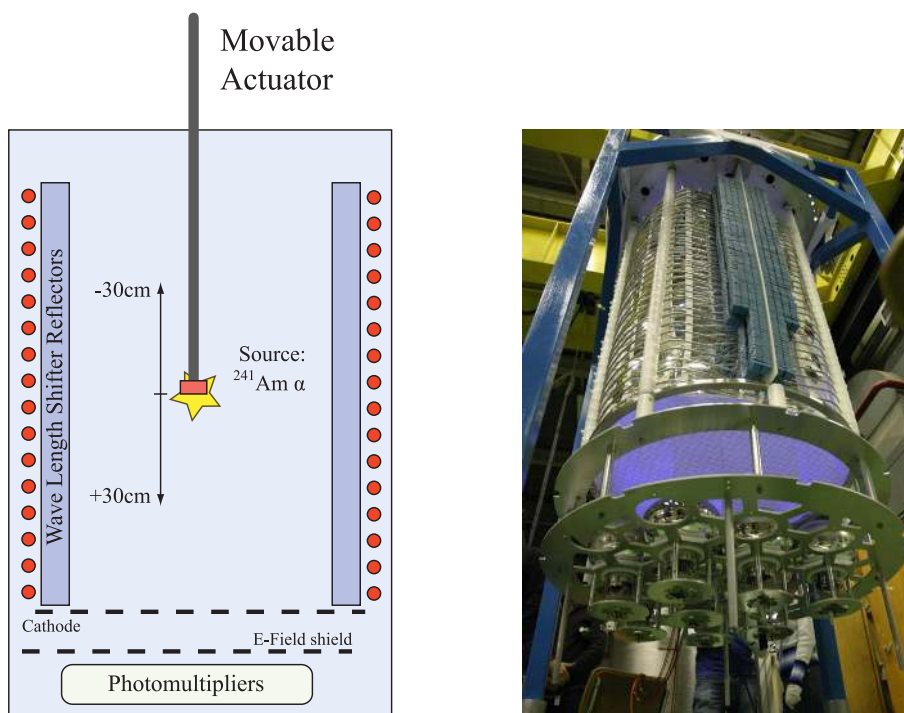 Movable
Actuator
-30cm
Source:
²⁴¹Am α
Wave Length Shifter Reflectors
+30cm
Cathode
E-Field shield
Photomultipliers